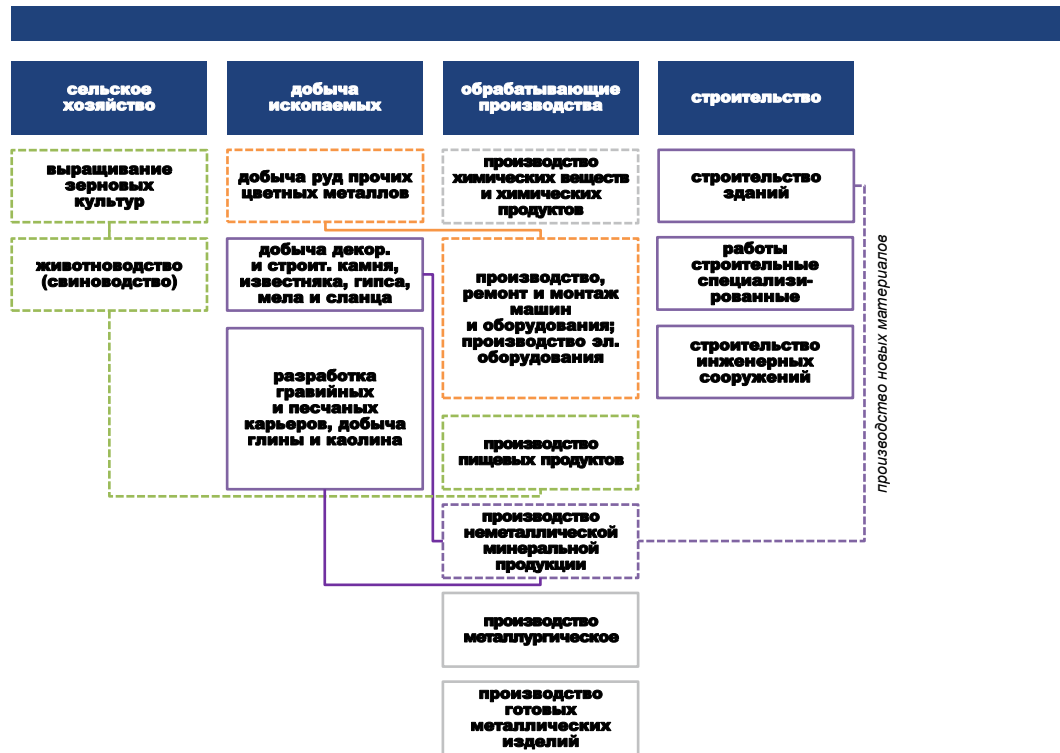 сельское
хозяйство
добыча
ископаемых
обрабатывающие
производства
строительство
выращивание
зерновых
культур
животноводство
(свиноводство)
добыча руд прочих
цветных металлов
добыча декор.
и строит. камня,
известняка, гипса,
мела и сланца
разработка
гравийных
и песчаных
карьеров, добыча
глины и каолина
производство
химических веществ
и химических
продуктов
производство,
ремонт и монтаж
машин
и оборудования;
производство эл.
оборудования
производство
пищевых продуктов
производство
неметаллической
минеральной
продукции
производство
металлургическое
производство
готовых
металлических
изделий
строительство
зданий
работы
строительные
специализи-
рованные
строительство
инженерных
сооружений
производство новых материалов